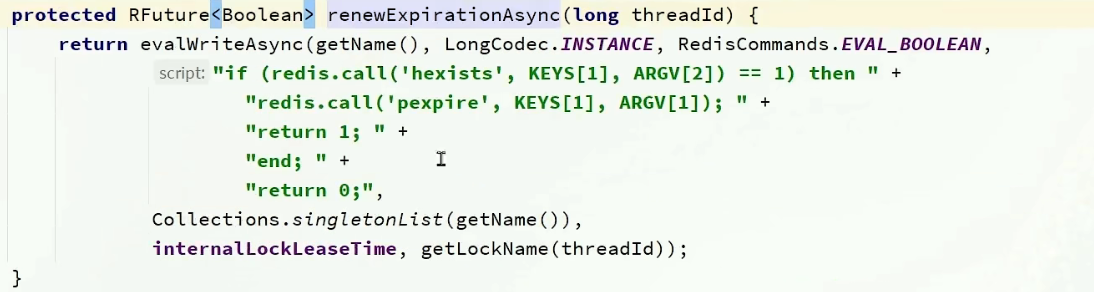 protected RFuture<Boolean> renewExpirationAsync(long threadId) {
return evalWriteAsync(getName(), LongCodec.INSTANCE, RedisCommands.EVAL_BOOLEAN,
script: "if (redis.call('hexists', KEYS[1], ARGV[2]) == 1) then " +
"redis.call('pexpire', KEYS[1], ARGV[1]); " +
"return 1; " +
"end; " +
"return 0;",
Collections.singletonList(getName()),
internalLockLeaseTime, getLockName(threadId));
}